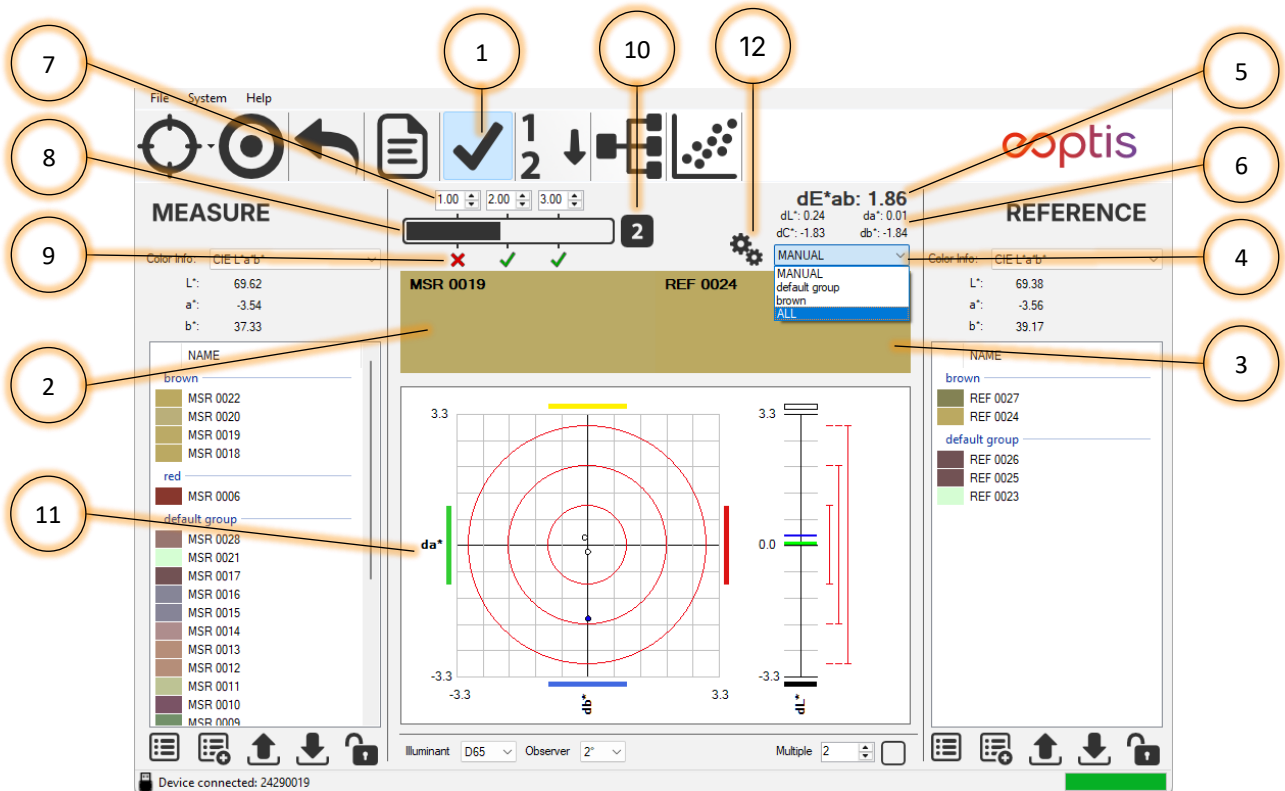 7
1
10
12
5
8
6
9
4
2
3
11
File System Help
1
2
eoptis
1.00 2.00 3.00
2
dE*ab: 1.86
dL*: 0.24 da*: 0.01
dC*: -1.83 db*: -1.84
MEASURE
REFERENCE
Color Info: CIE L*a*b*
L*: 69.62
a*: -3.54
b*: 37.33
MANUAL
MANUAL
default group
brown
ALL
Color Info: CIE L*a*b*
L*: 69.38
a*: -3.56
b*: 39.17
MSR 0019 REF 0024
NAME
brown
MSR 0022
MSR 0020
MSR 0019
MSR 0018
red
MSR 0006
default group
MSR 0028
MSR 0021
MSR 0017
MSR 0016
MSR 0015
MSR 0014
MSR 0013
MSR 0012
MSR 0011
MSR 0010
MSR 0009
3.3
da*
-3.3
-3.3
db*
3.3
3.3
0.0
-3.3
dL*
NAME
brown
REF 0027
REF 0024
default group
REF 0026
REF 0025
REF 0023
Illuminant D65 Observer 2° Multiple 2
Device connected: 24290019